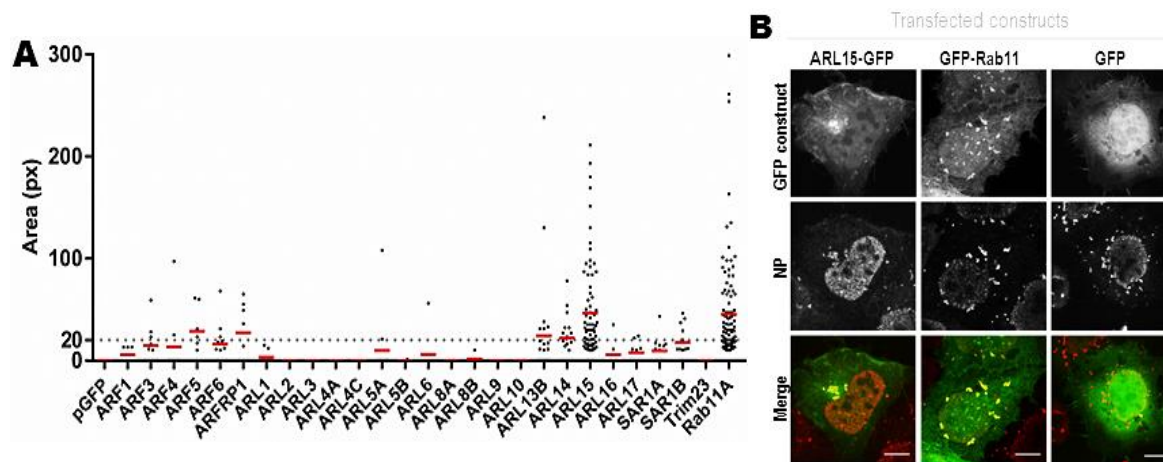 A
300
200
100
20
0
Area (px)
pGFP
ARF1
ARF3
ARF4
ARF5
ARF6
ARFRP1
ARL1
ARL2
ARL3
ARL4A
ARL4C
ARL5A
ARL5B
ARL6
ARL8A
ARL8B
ARL9
ARL10
ARL13B
ARL14
ARL15
ARL16
ARL17
SAR1A
SAR1B
Trim23
Rab11A
B
Transfected constructs
ARL15-GFP GFP-Rab11 GFP
GFP construct
NP
Merge